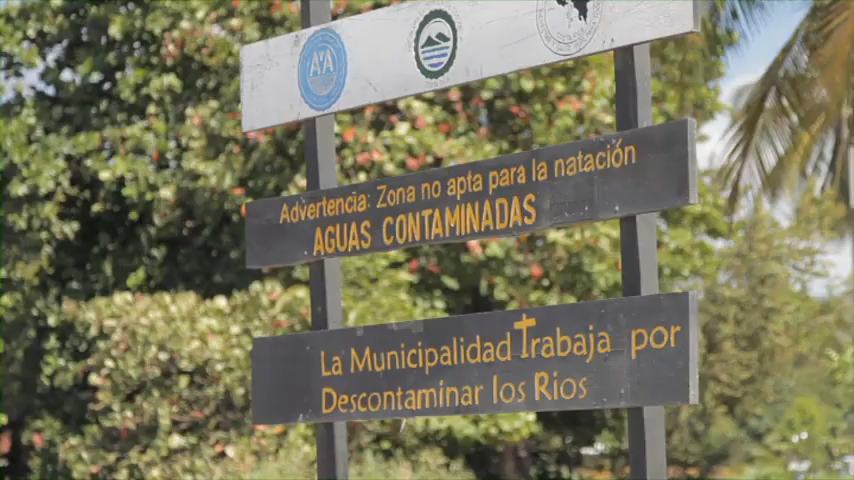 AyA
Advertencia: Zona no apta para la natación
AGUAS CONTAMINADAS
La Municipalidad Trabaja por
Descontaminar los Rios